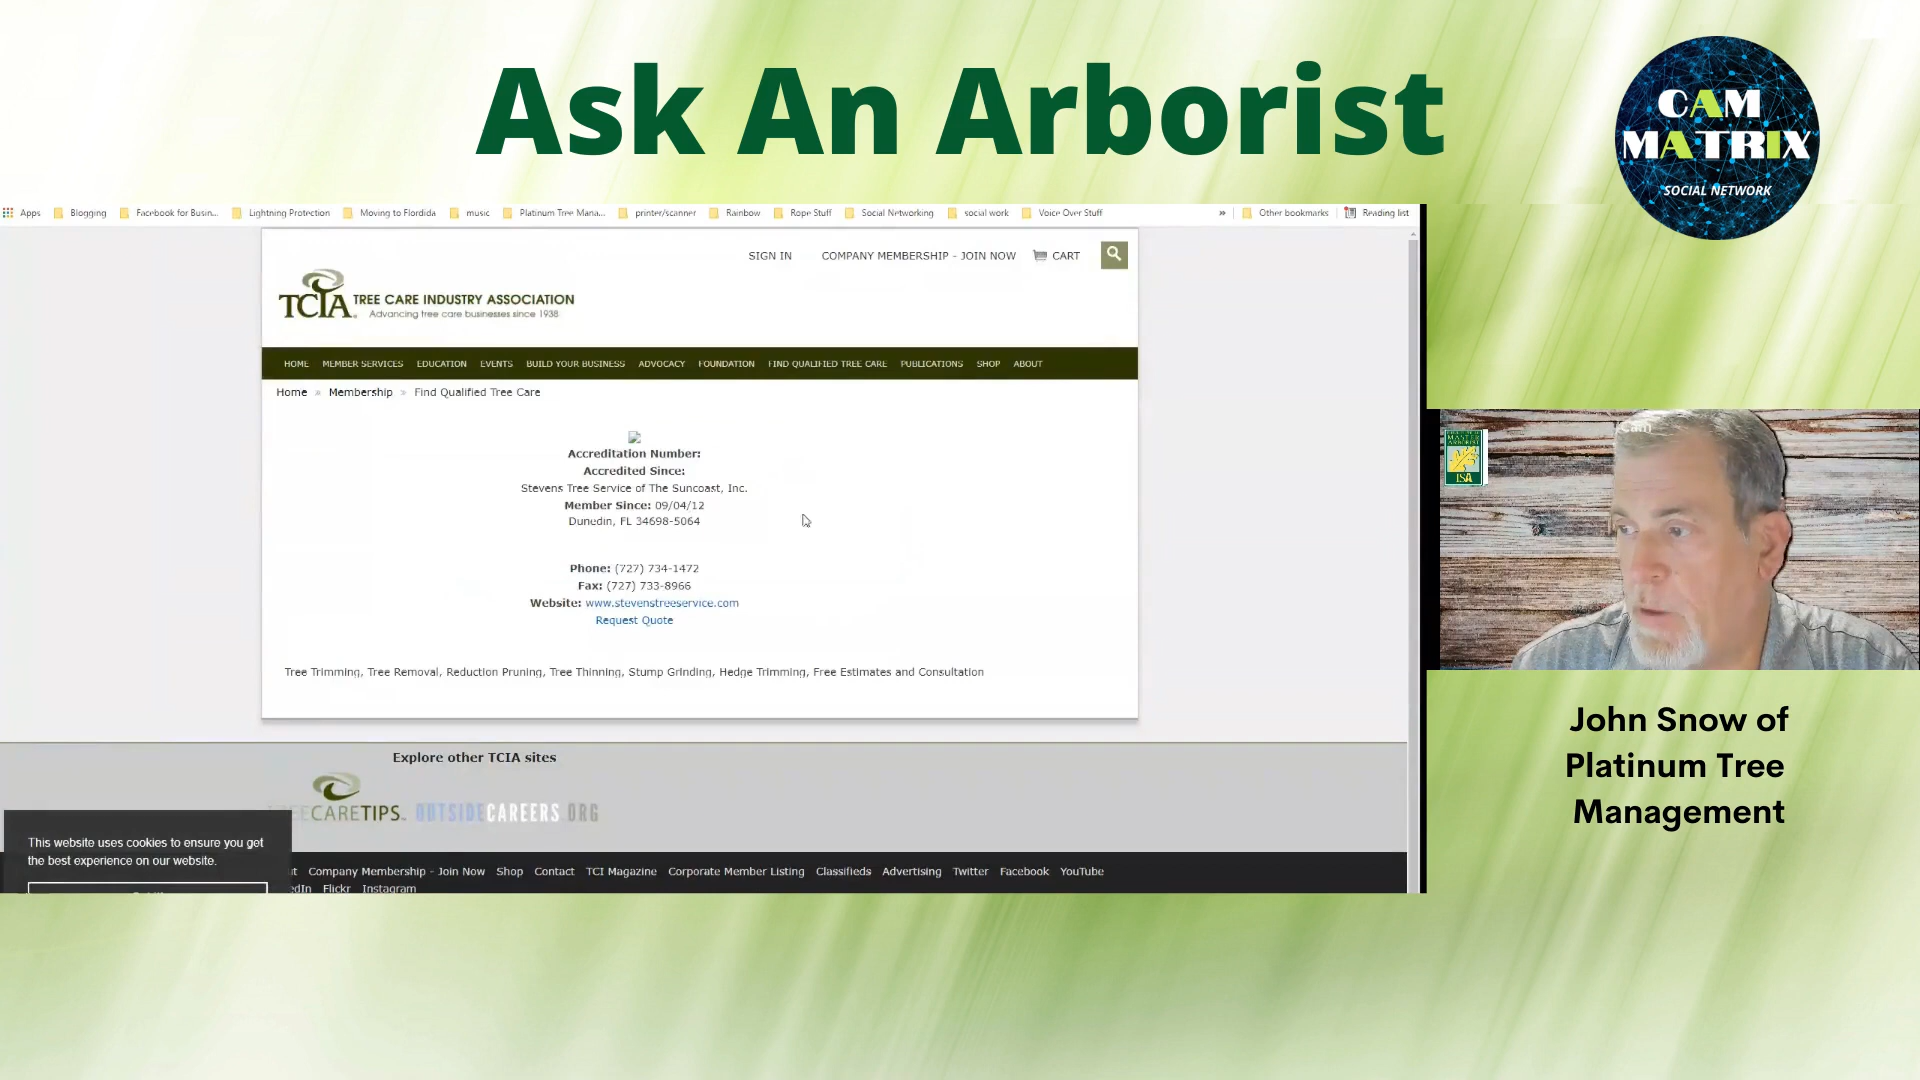 Ask An Arborist
CAM
MATRIX
SOCIAL NETWORK
Apps Blogging Facebook for Busin... Lightning Protection Moving to Flordida music Platinum Tree Mana... printer/scanner Rainbow Rope Stuff Social Networking social work Voice Over Stuff » Other bookmarks Reading list
SIGN IN COMPANY MEMBERSHIP - JOIN NOW CART
TCIA TREE CARE INDUSTRY ASSOCIATION
Advancing tree care businesses since 1938
HOME MEMBER SERVICES EDUCATION EVENTS BUILD YOUR BUSINESS ADVOCACY FOUNDATION FIND QUALIFIED TREE CARE PUBLICATIONS SHOP ABOUT
Home » Membership » Find Qualified Tree Care
Accreditation Number:
Accredited Since:
Stevens Tree Service of The Suncoast, Inc.
Member Since: 09/04/12
Dunedin, FL 34698-5064
Phone: (727) 734-1472
Fax: (727) 733-8966
Website: www.stevenstreeservice.com
Request Quote
Tree Trimming, Tree Removal, Reduction Pruning, Tree Thinning, Stump Grinding, Hedge Trimming, Free Estimates and Consultation
Cam
MASTER
ARBORIST
ISA
John Snow of
Platinum Tree
Management
Explore other TCIA sites
ECARETIPS OUTSIDECAREERS.ORG
This website uses cookies to ensure you get
the best experience on our website.
Company Membership - Join Now Shop Contact TCI Magazine Corporate Member Listing Classifieds Advertising Twitter Facebook YouTube
edIn Flickr Instagram